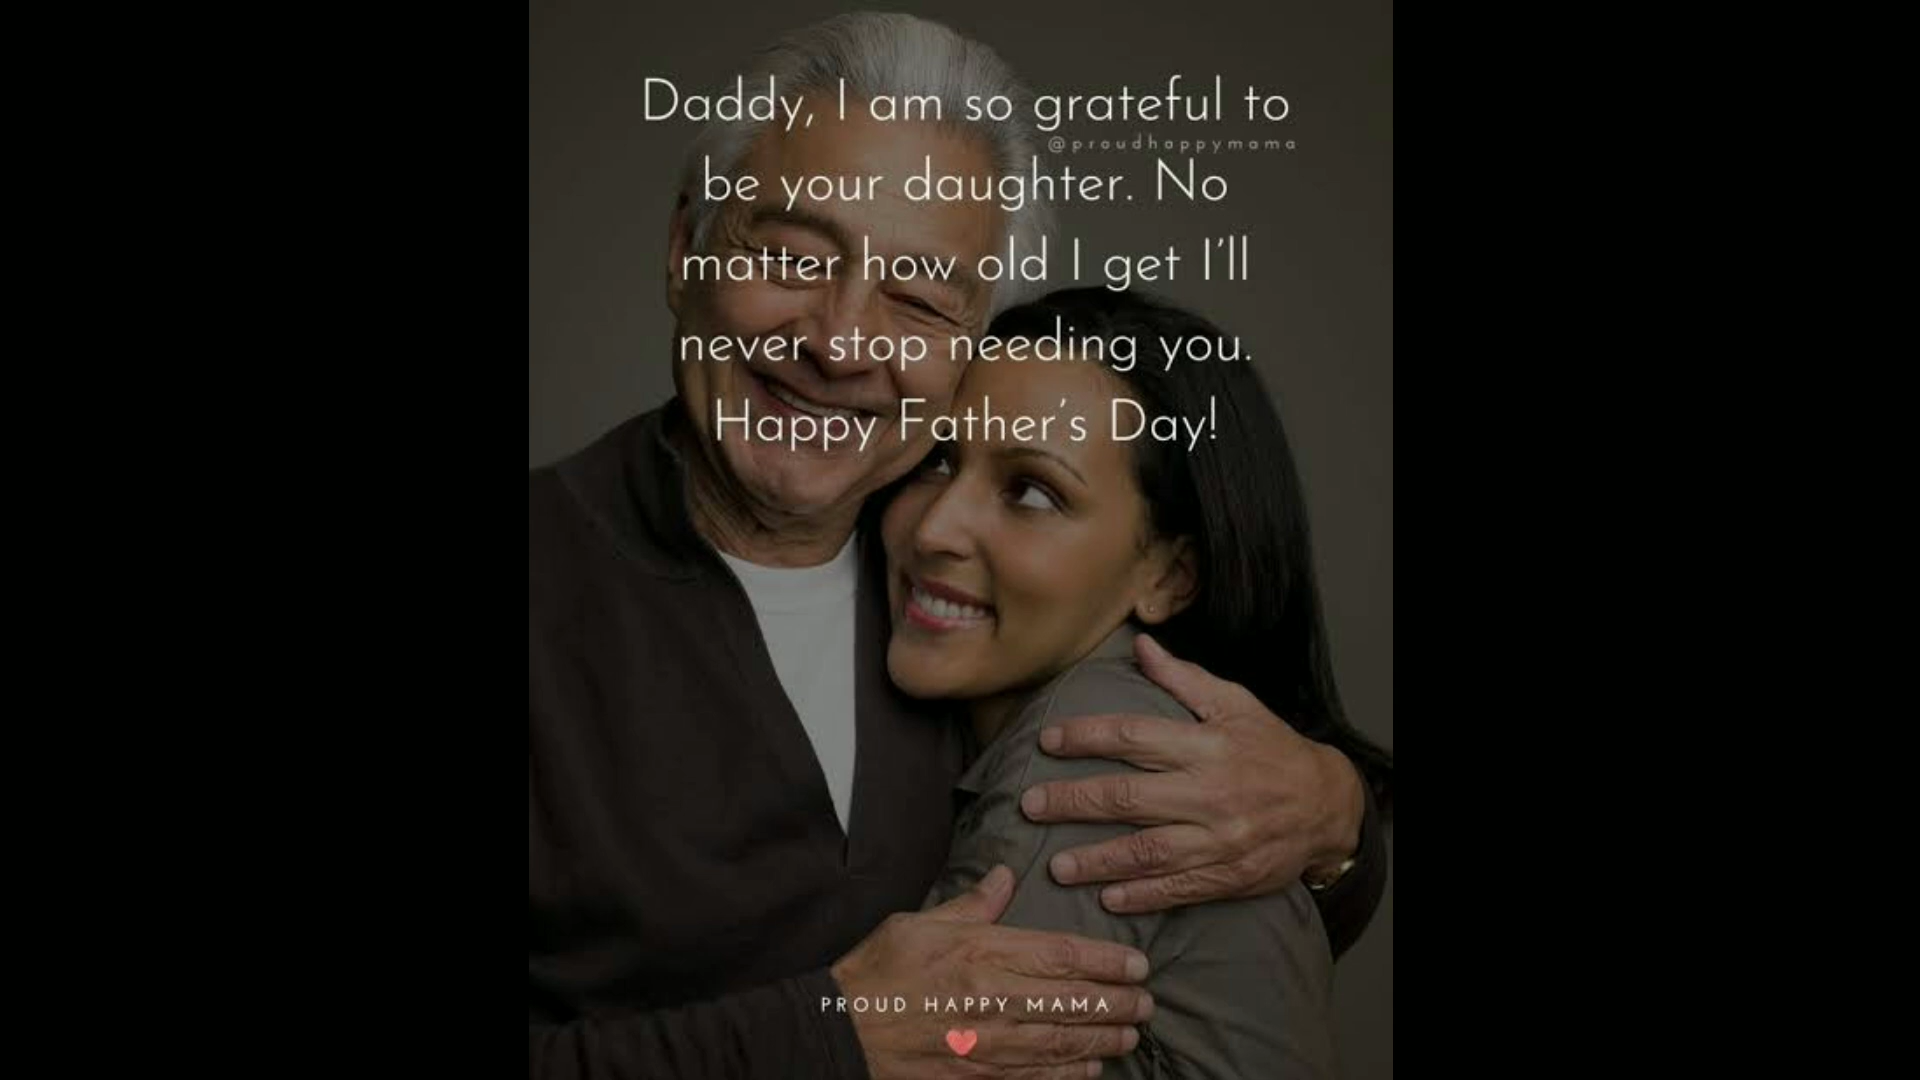 Daddy, I am so grateful to
@proudhappymama
be your daughter. No
matter how old I get I’ll
never stop needing you.
Happy Father’s Day!
PROUD HAPPY MAMA